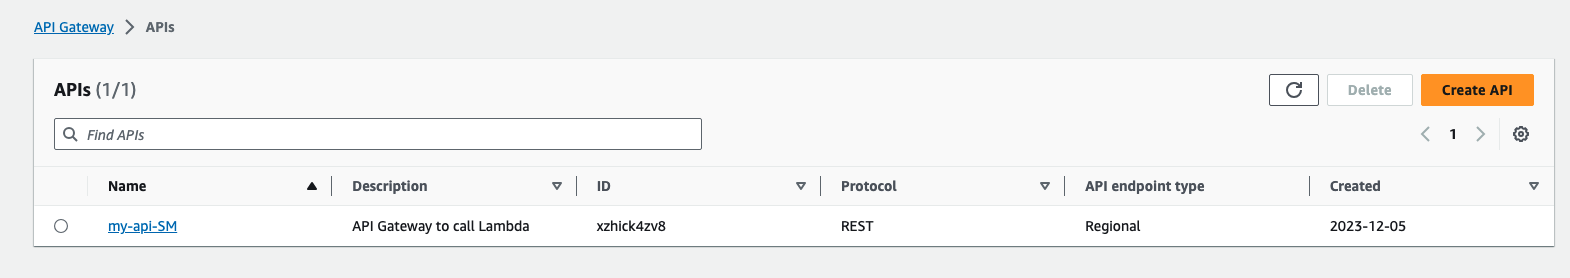 API Gateway > APIs
APIs (1/1)
Delete
Create API
Find APIs
1
Name Description ID Protocol API endpoint type Created
my-api-SM API Gateway to call Lambda xzhick4zv8 REST Regional 2023-12-05